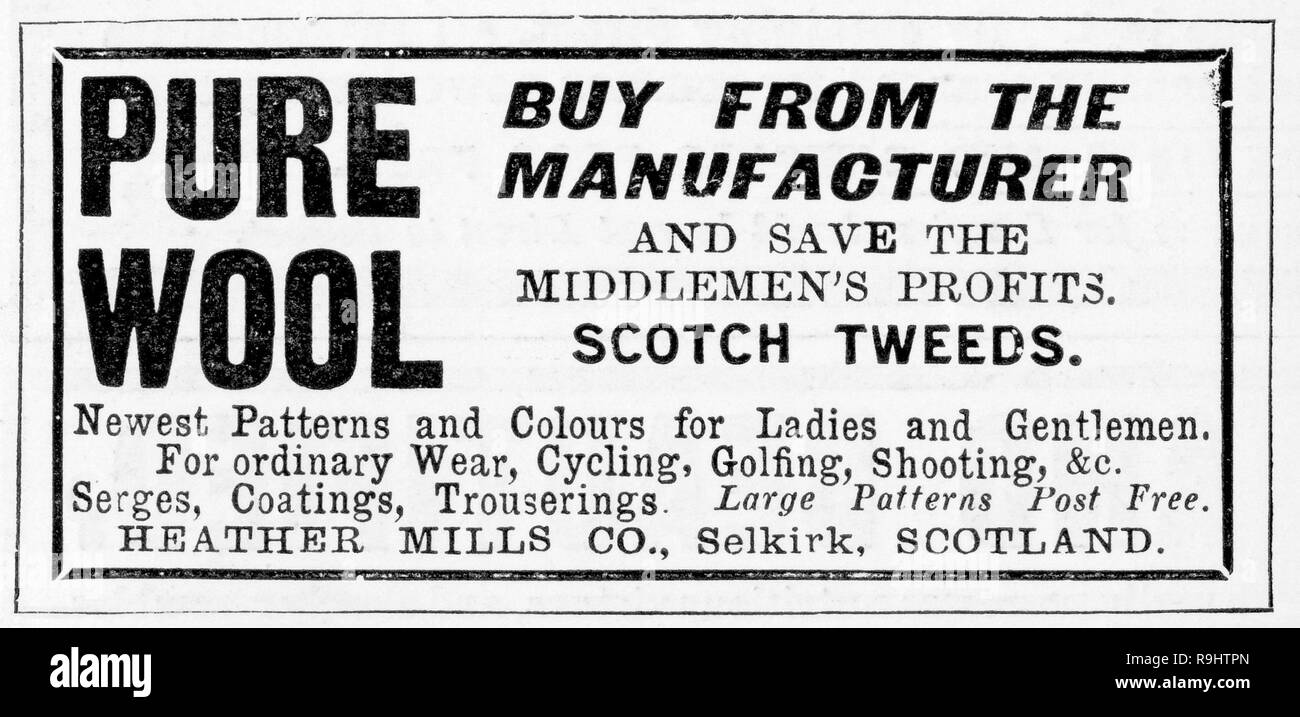 PURE
WOOL
BUY FROM THE
MANUFACTURER
AND SAVE THE
MIDDLEMEN'S PROFITS.
SCOTCH TWEEDS.
Newest Patterns and Colours for Ladies and Gentlemen.
For ordinary Wear, Cycling, Golfing, Shooting, &c.
Serges, Coatings, Trouserings. Large Patterns Post Free.
HEATHER MILLS CO., Selkirk, SCOTLAND.
alamy stock photo
R9HTPN
www.alamy.com